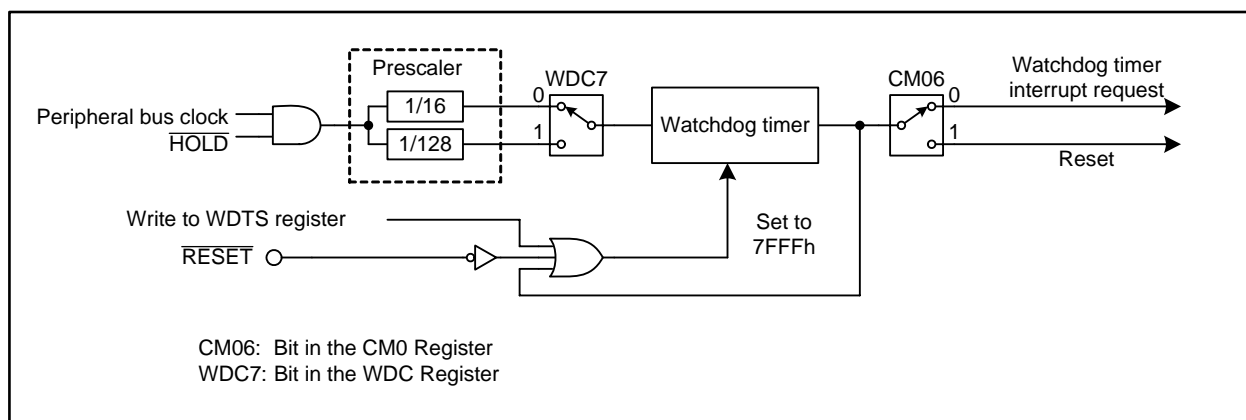 Prescaler
WDC7
CM06
Watchdog timer
interrupt request
0
1/16
0
Peripheral bus clock
HOLD
Watchdog timer
1
1/128
1
Reset
Write to WDTS register
Set to
7FFFh
RESET
CM06: Bit in the CM0 Register
WDC7: Bit in the WDC Register